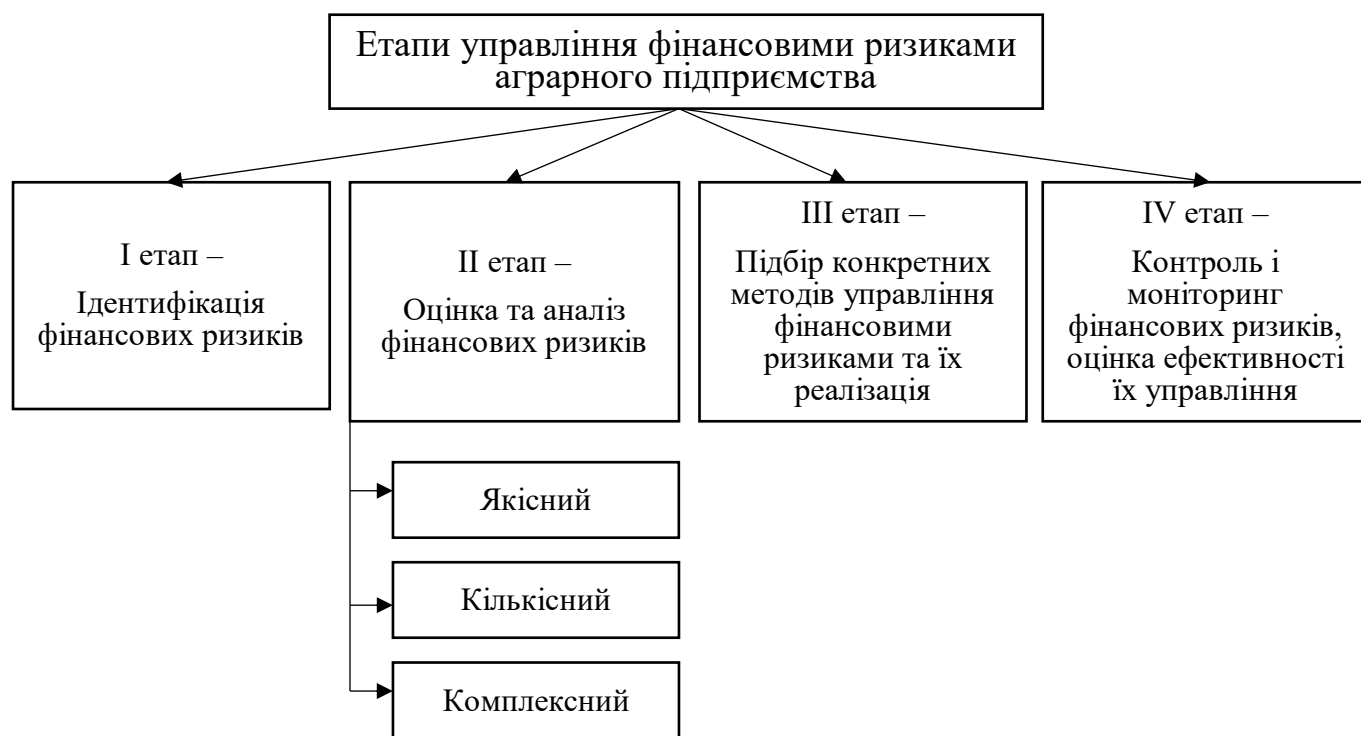 Етапи управління фінансовими ризиками
аграрного підприємства
І етап –
Ідентифікація
фінансових ризиків
ІІ етап –
Оцінка та аналіз
фінансових ризиків
ІІІ етап –
Підбір конкретних
методів управління
фінансовими
ризиками та їх
реалізація
IV етап –
Контроль і
моніторинг
фінансових ризиків,
оцінка ефективності
їх управління
Якісний
Кількісний
Комплексний